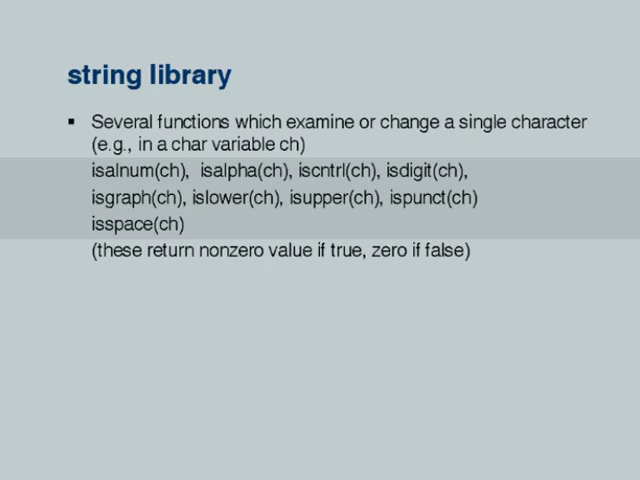 string library
▪ Several functions which examine or change a single character
(e.g., in a char variable ch)
isalnum(ch),  isalpha(ch), iscntrl(ch), isdigit(ch),
isgraph(ch), islower(ch), isupper(ch), ispunct(ch)
isspace(ch)
(these return nonzero value if true, zero if false)